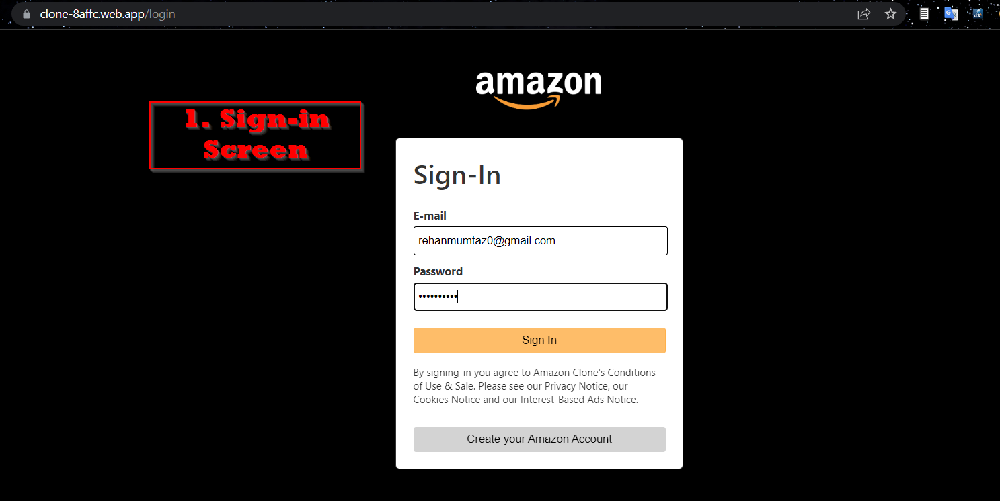 clone-8affc.web.app/login
amazon
1. Sign-in
Screen
Sign-In
E-mail
rehanmumtaz0@gmail.com
Password
••••••••••
Sign In
By signing-in you agree to Amazon Clone's Conditions
of Use & Sale. Please see our Privacy Notice, our
Cookies Notice and our Interest-Based Ads Notice.
Create your Amazon Account